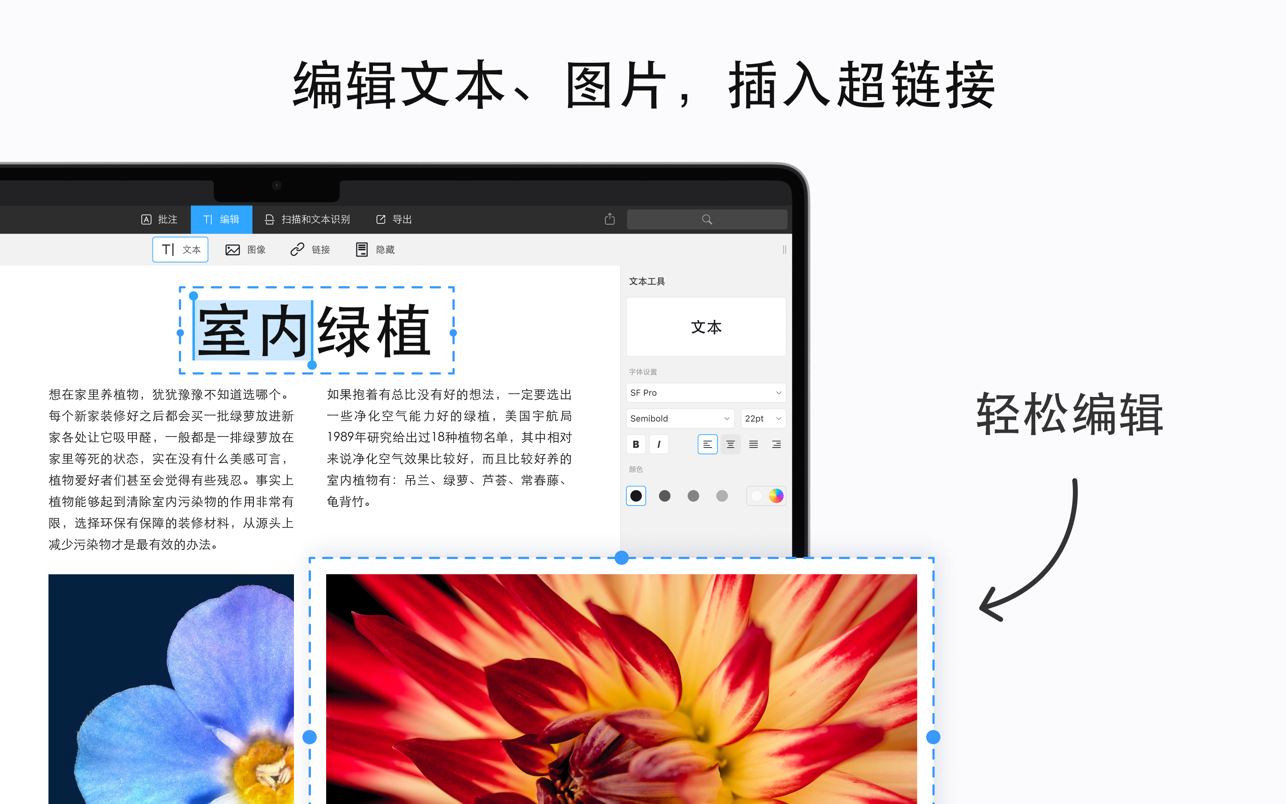 编辑文本、图片，插入超链接
批注
T| 编辑
扫描和文本识别
导出
T| 文本
图像
链接
隐藏
室内绿植
想在家里养植物，犹犹豫豫不知道选哪个。
每个新家装修好之后都会买一批绿萝放进新
家各处让它吸甲醛，一般都是一排绿萝放在
家里等死的状态，实在没有什么美感可言，
植物爱好者们甚至会觉得有些残忍。事实上
植物能够起到清除室内污染物的作用非常有
限，选择环保有保障的装修材料，从源头上
减少污染物才是最有效的办法。
如果抱着有总比没有好的想法，一定要选出
一些净化空气能力好的绿植，美国宇航局
1989年研究给出过18种植物名单，其中相对
来说净化空气效果比较好，而且比较好养的
室内植物有：吊兰、绿萝、芦荟、常春藤、
龟背竹。
文本工具
文本
字体设置
SF Pro
Semibold
22pt
B I
颜色
轻松编辑